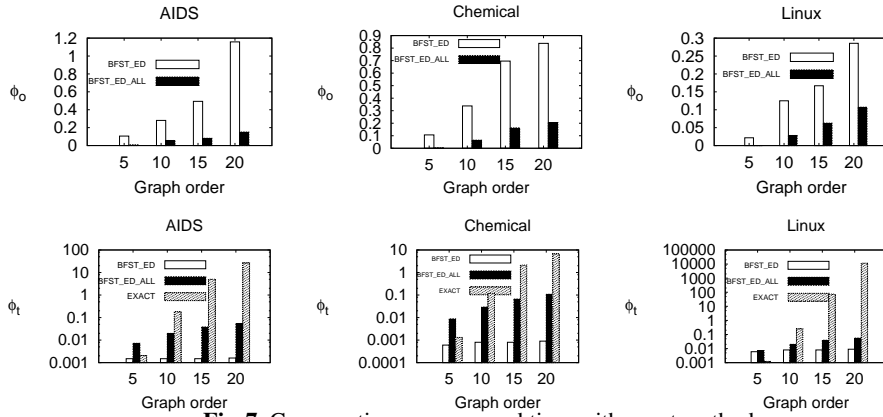 AIDS
1.2
1
0.8
0.6
0.4
0.2
0
ϕo
BFST_ED
BFST_ED_ALL
5 10 15 20
Graph order
Chemical
0.9
0.8
0.7
0.6
0.5
0.4
0.3
0.2
0.1
0
ϕo
BFST_ED
BFST_ED_ALL
5 10 15 20
Graph order
Linux
0.3
0.25
0.2
0.15
0.1
0.05
0
ϕo
BFST_ED
BFST_ED_ALL
5 10 15 20
Graph order
AIDS
100
10
1
0.1
0.01
0.001
ϕt
BFST_ED
BFST_ED_ALL
EXACT
5 10 15 20
Graph order
Chemical
10
1
0.1
0.01
0.001
0.0001
ϕt
BFST_ED
BFST_ED_ALL
EXACT
5 10 15 20
Graph order
Linux
100000
10000
1000
100
10
1
0.1
0.01
0.001
ϕt
BFST_ED
BFST_ED_ALL
EXACT
5 10 15 20
Graph order